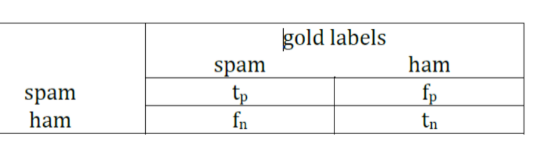 gold labels
spam ham
spam tp fp
ham fn tn